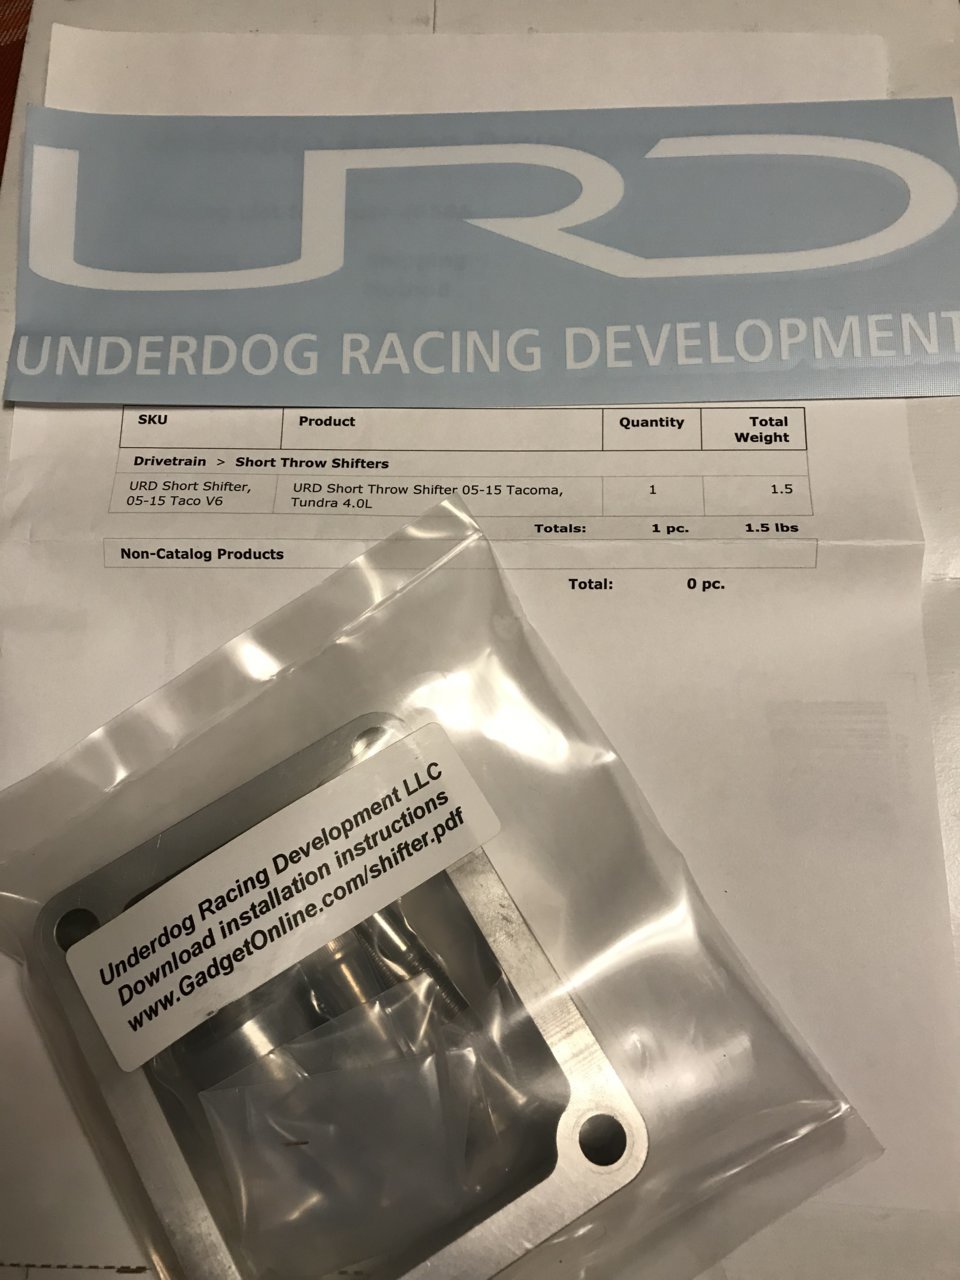 URD
UNDERDOG RACING DEVELOPMENT
SKU Product Quantity Total Weight
Drivetrain > Short Throw Shifters
URD Short Shifter, 05-15 Taco V6 URD Short Throw Shifter 05-15 Tacoma, Tundra 4.0L 1 1.5
Totals: 1 pc. 1.5 lbs
Non-Catalog Products
Total: 0 pc.
Underdog Racing Development LLC
Download installation instructions
www.GadgetOnline.com/shifter.pdf